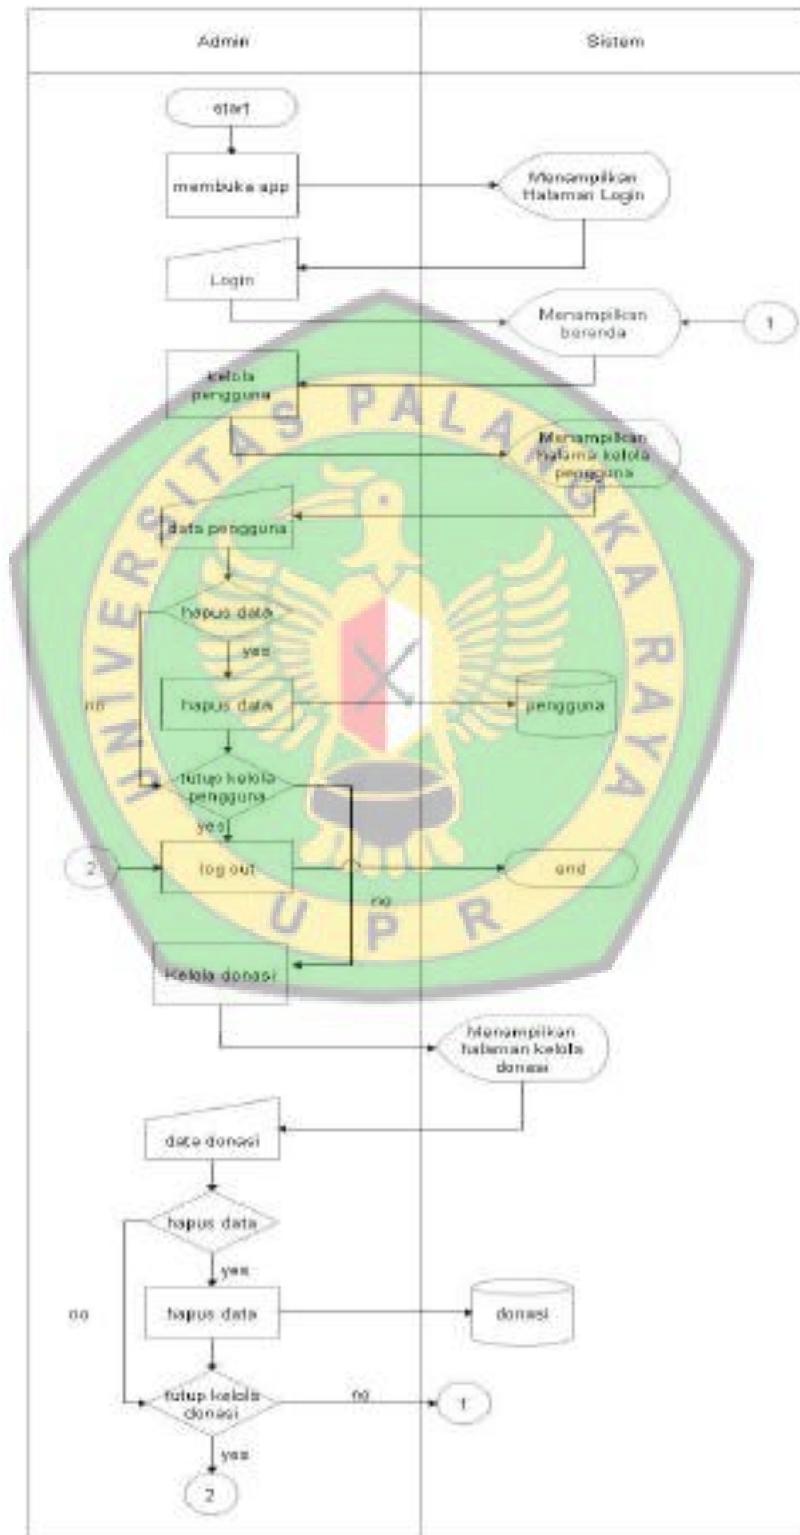 Admin
Sistem
start
membuka app
Menampilkan
Halaman Login
Login
Menampilkan
beranda
1
kelola
pengguna
Menampilkan
halama kelola
pengguna
data pengguna
hapus data
yes
no
hapus data
pengguna
tutup kelola
pengguna
yes
2
log out
end
no
Kelola donasi
Menampilkan
halaman kelola
donasi
data donasi
hapus data
yes
no
hapus data
donasi
tutup kelola
donasi
no
1
yes
2
UNIVERSITAS PALANGKA RAYA
UPR